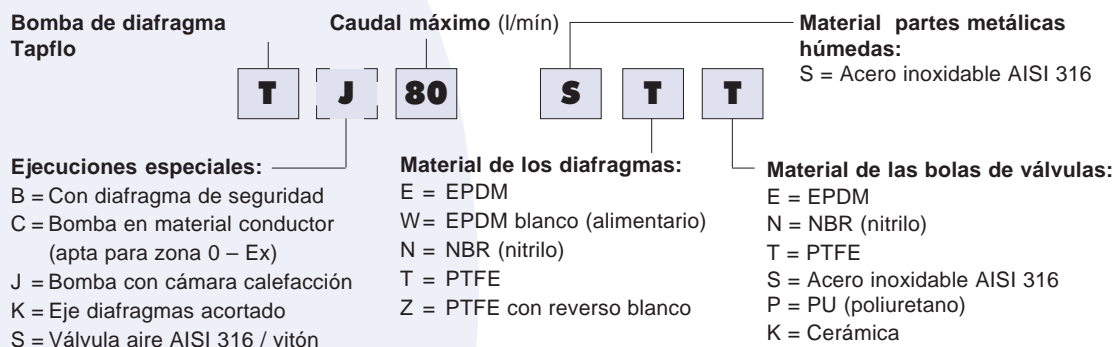 Bomba de diafragma
Tapflo
Caudal máximo (l/mín)
Material partes metálicas
húmedas:
S = Acero inoxidable AISI 316
T J 80 S T T
Ejecuciones especiales:
B = Con diafragma de seguridad
C = Bomba en material conductor
(apta para zona 0 – Ex)
J = Bomba con cámara calefacción
K = Eje diafragmas acortado
S = Válvula aire AISI 316 / vitón
Material de los diafragmas:
E = EPDM
W= EPDM blanco (alimentario)
N = NBR (nitrilo)
T = PTFE
Z = PTFE con reverso blanco
Material de las bolas de válvulas:
E = EPDM
N = NBR (nitrilo)
T = PTFE
S = Acero inoxidable AISI 316
P = PU (poliuretano)
K = Cerámica